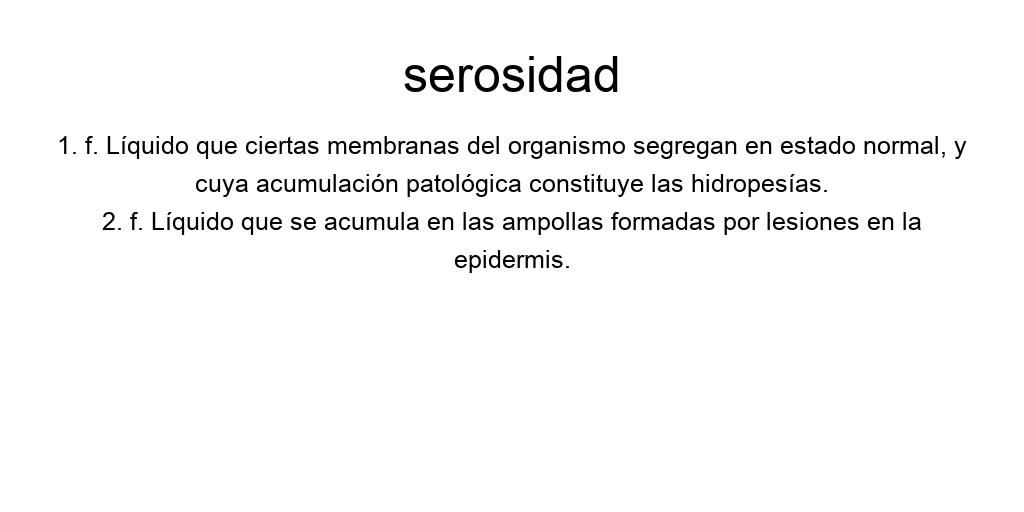 serosidad
1. f. Líquido que ciertas membranas del organismo segregan en estado normal, y
cuya acumulación patológica constituye las hidropesías.
2. f. Líquido que se acumula en las ampollas formadas por lesiones en la
epidermis.